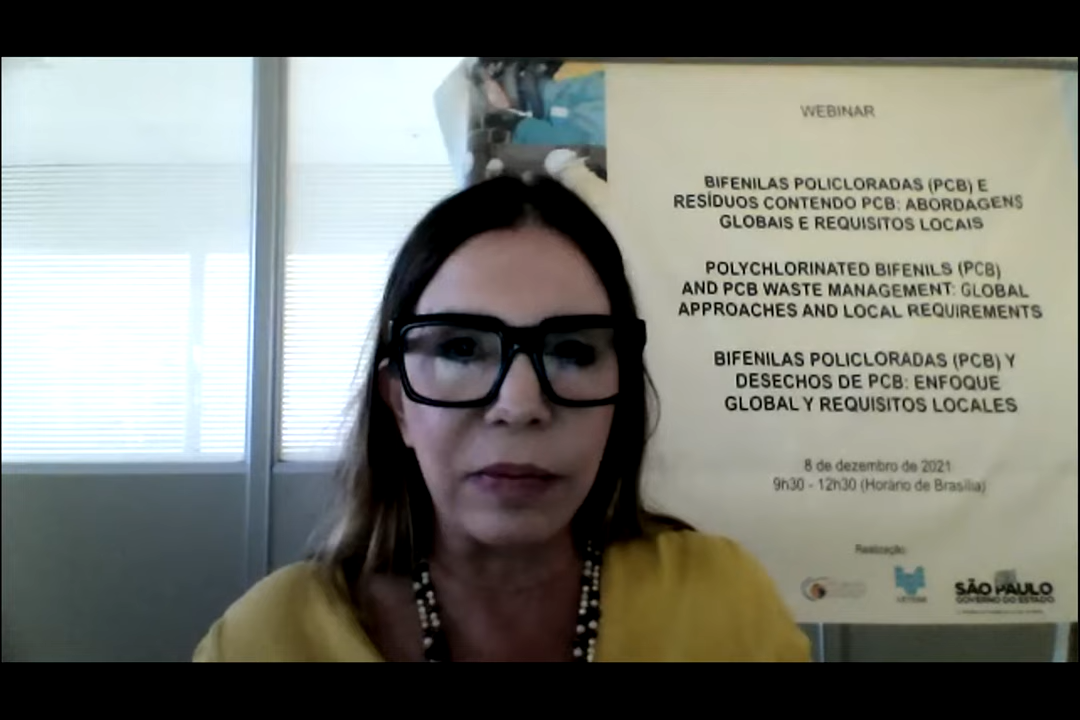 WEBINAR
BIFENILAS POLICLORADAS (PCB) E
RESÍDUOS CONTENDO PCB: ABORDAGENS
GLOBAIS E REQUISITOS LOCAIS
POLYCHLORINATED BIFENILS (PCB)
AND PCB WASTE MANAGEMENT: GLOBAL
APPROACHES AND LOCAL REQUIREMENTS
BIFENILAS POLICLORADAS (PCB) Y
DESECHOS DE PCB: ENFOQUE
GLOBAL Y REQUISITOS LOCALES
8 de dezembro de 2021
9h30 - 12h30 (Horário de Brasília)
Realização
SÃO PAULO
GOVERNO DO ESTADO